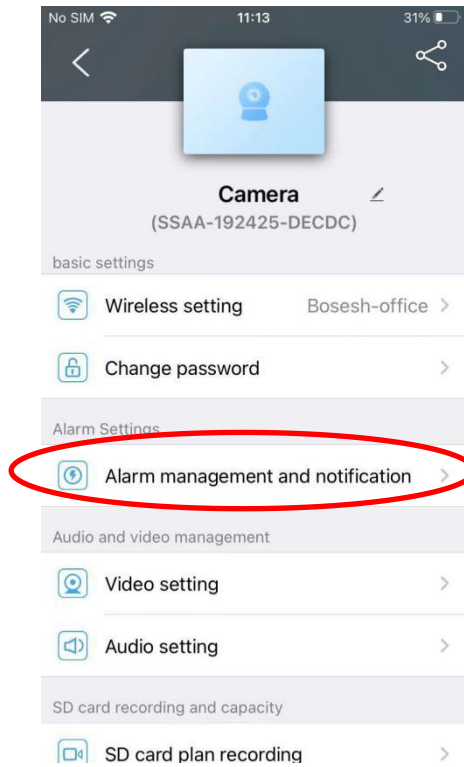 No SIM 11:13 31%
Camera
(SSAA-192425-DECDC)
basic settings
Wireless setting Bosesh-office
Change password
Alarm Settings
Alarm management and notification
Audio and video management
Video setting
Audio setting
SD card recording and capacity
SD card plan recording